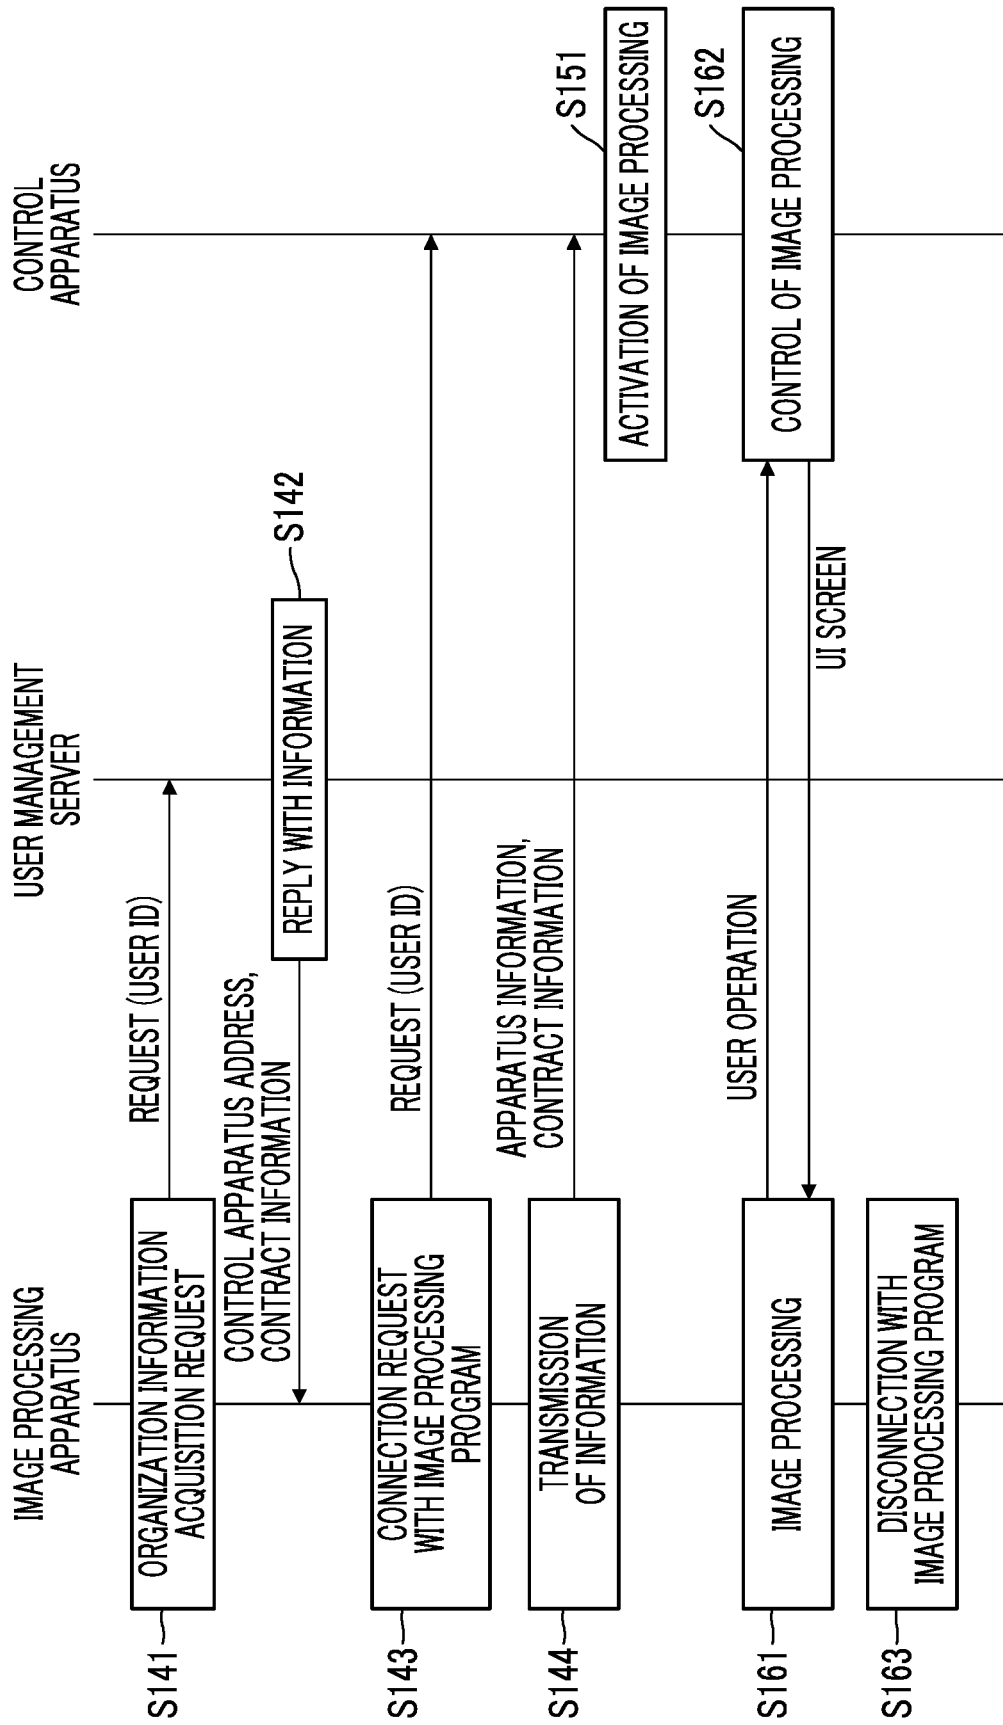 IMAGE PROCESSING
APPARATUS
USER MANAGEMENT
SERVER
CONTROL
APPARATUS
S141
ORGANIZATION INFORMATION
ACQUISITION REQUEST
REQUEST (USER ID)
CONTROL APPARATUS ADDRESS,
CONTRACT INFORMATION
REPLY WITH INFORMATION
S142
S143
CONNECTION REQUEST
WITH IMAGE PROCESSING
PROGRAM
REQUEST (USER ID)
S144
TRANSMISSION
OF INFORMATION
APPARATUS INFORMATION,
CONTRACT INFORMATION
ACTIVATION OF IMAGE PROCESSING
S151
S161
IMAGE PROCESSING
USER OPERATION
UI SCREEN
CONTROL OF IMAGE PROCESSING
S162
S163
DISCONNECTION WITH
IMAGE PROCESSING PROGRAM